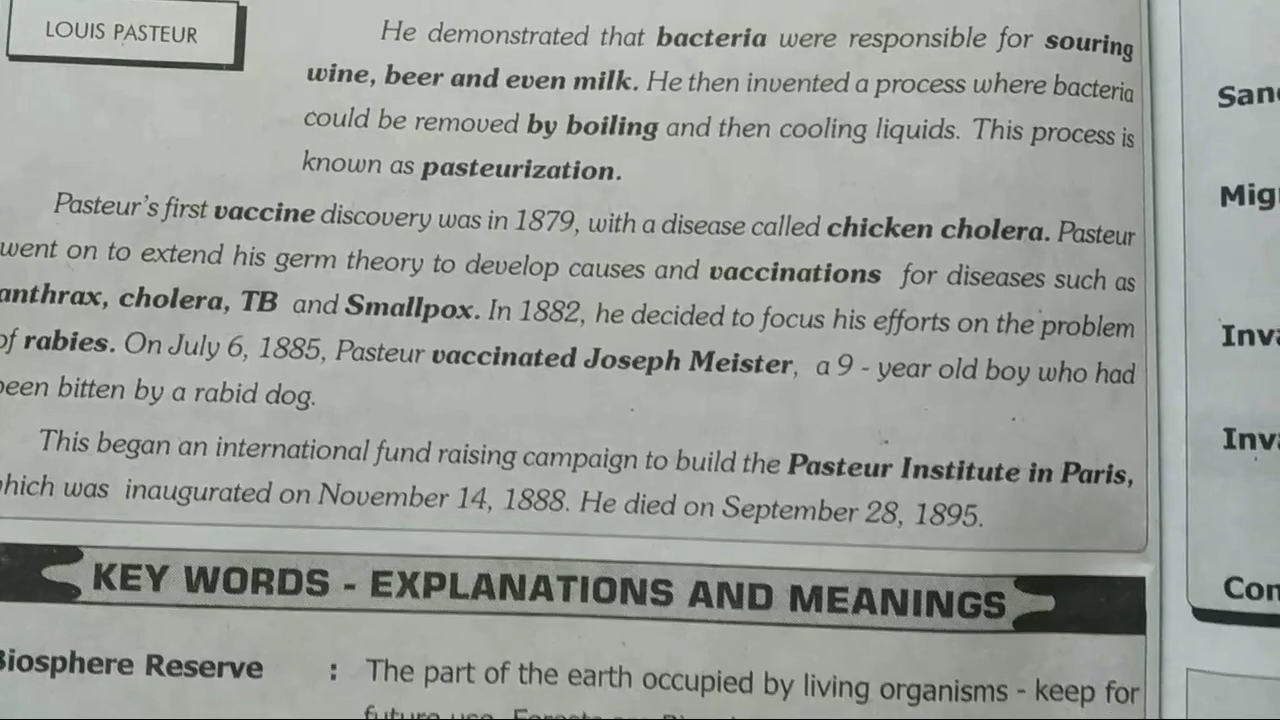 LOUIS PASTEUR
He demonstrated that bacteria were responsible for souring
wine, beer and even milk. He then invented a process where bacteria
could be removed by boiling and then cooling liquids. This process is
known as pasteurization.
Pasteur's first vaccine discovery was in 1879, with a disease called chicken cholera. Pasteur
went on to extend his germ theory to develop causes and vaccinations for diseases such as
anthrax, cholera, TB and Smallpox. In 1882, he decided to focus his efforts on the problem
of rabies. On July 6, 1885, Pasteur vaccinated Joseph Meister, a 9 - year old boy who had
been bitten by a rabid dog.
This began an international fund raising campaign to build the Pasteur Institute in Paris,
which was inaugurated on November 14, 1888. He died on September 28, 1895.
KEY WORDS - EXPLANATIONS AND MEANINGS
Biosphere Reserve : The part of the earth occupied by living organisms - keep for
San
Mig
Inv
Inv
Con